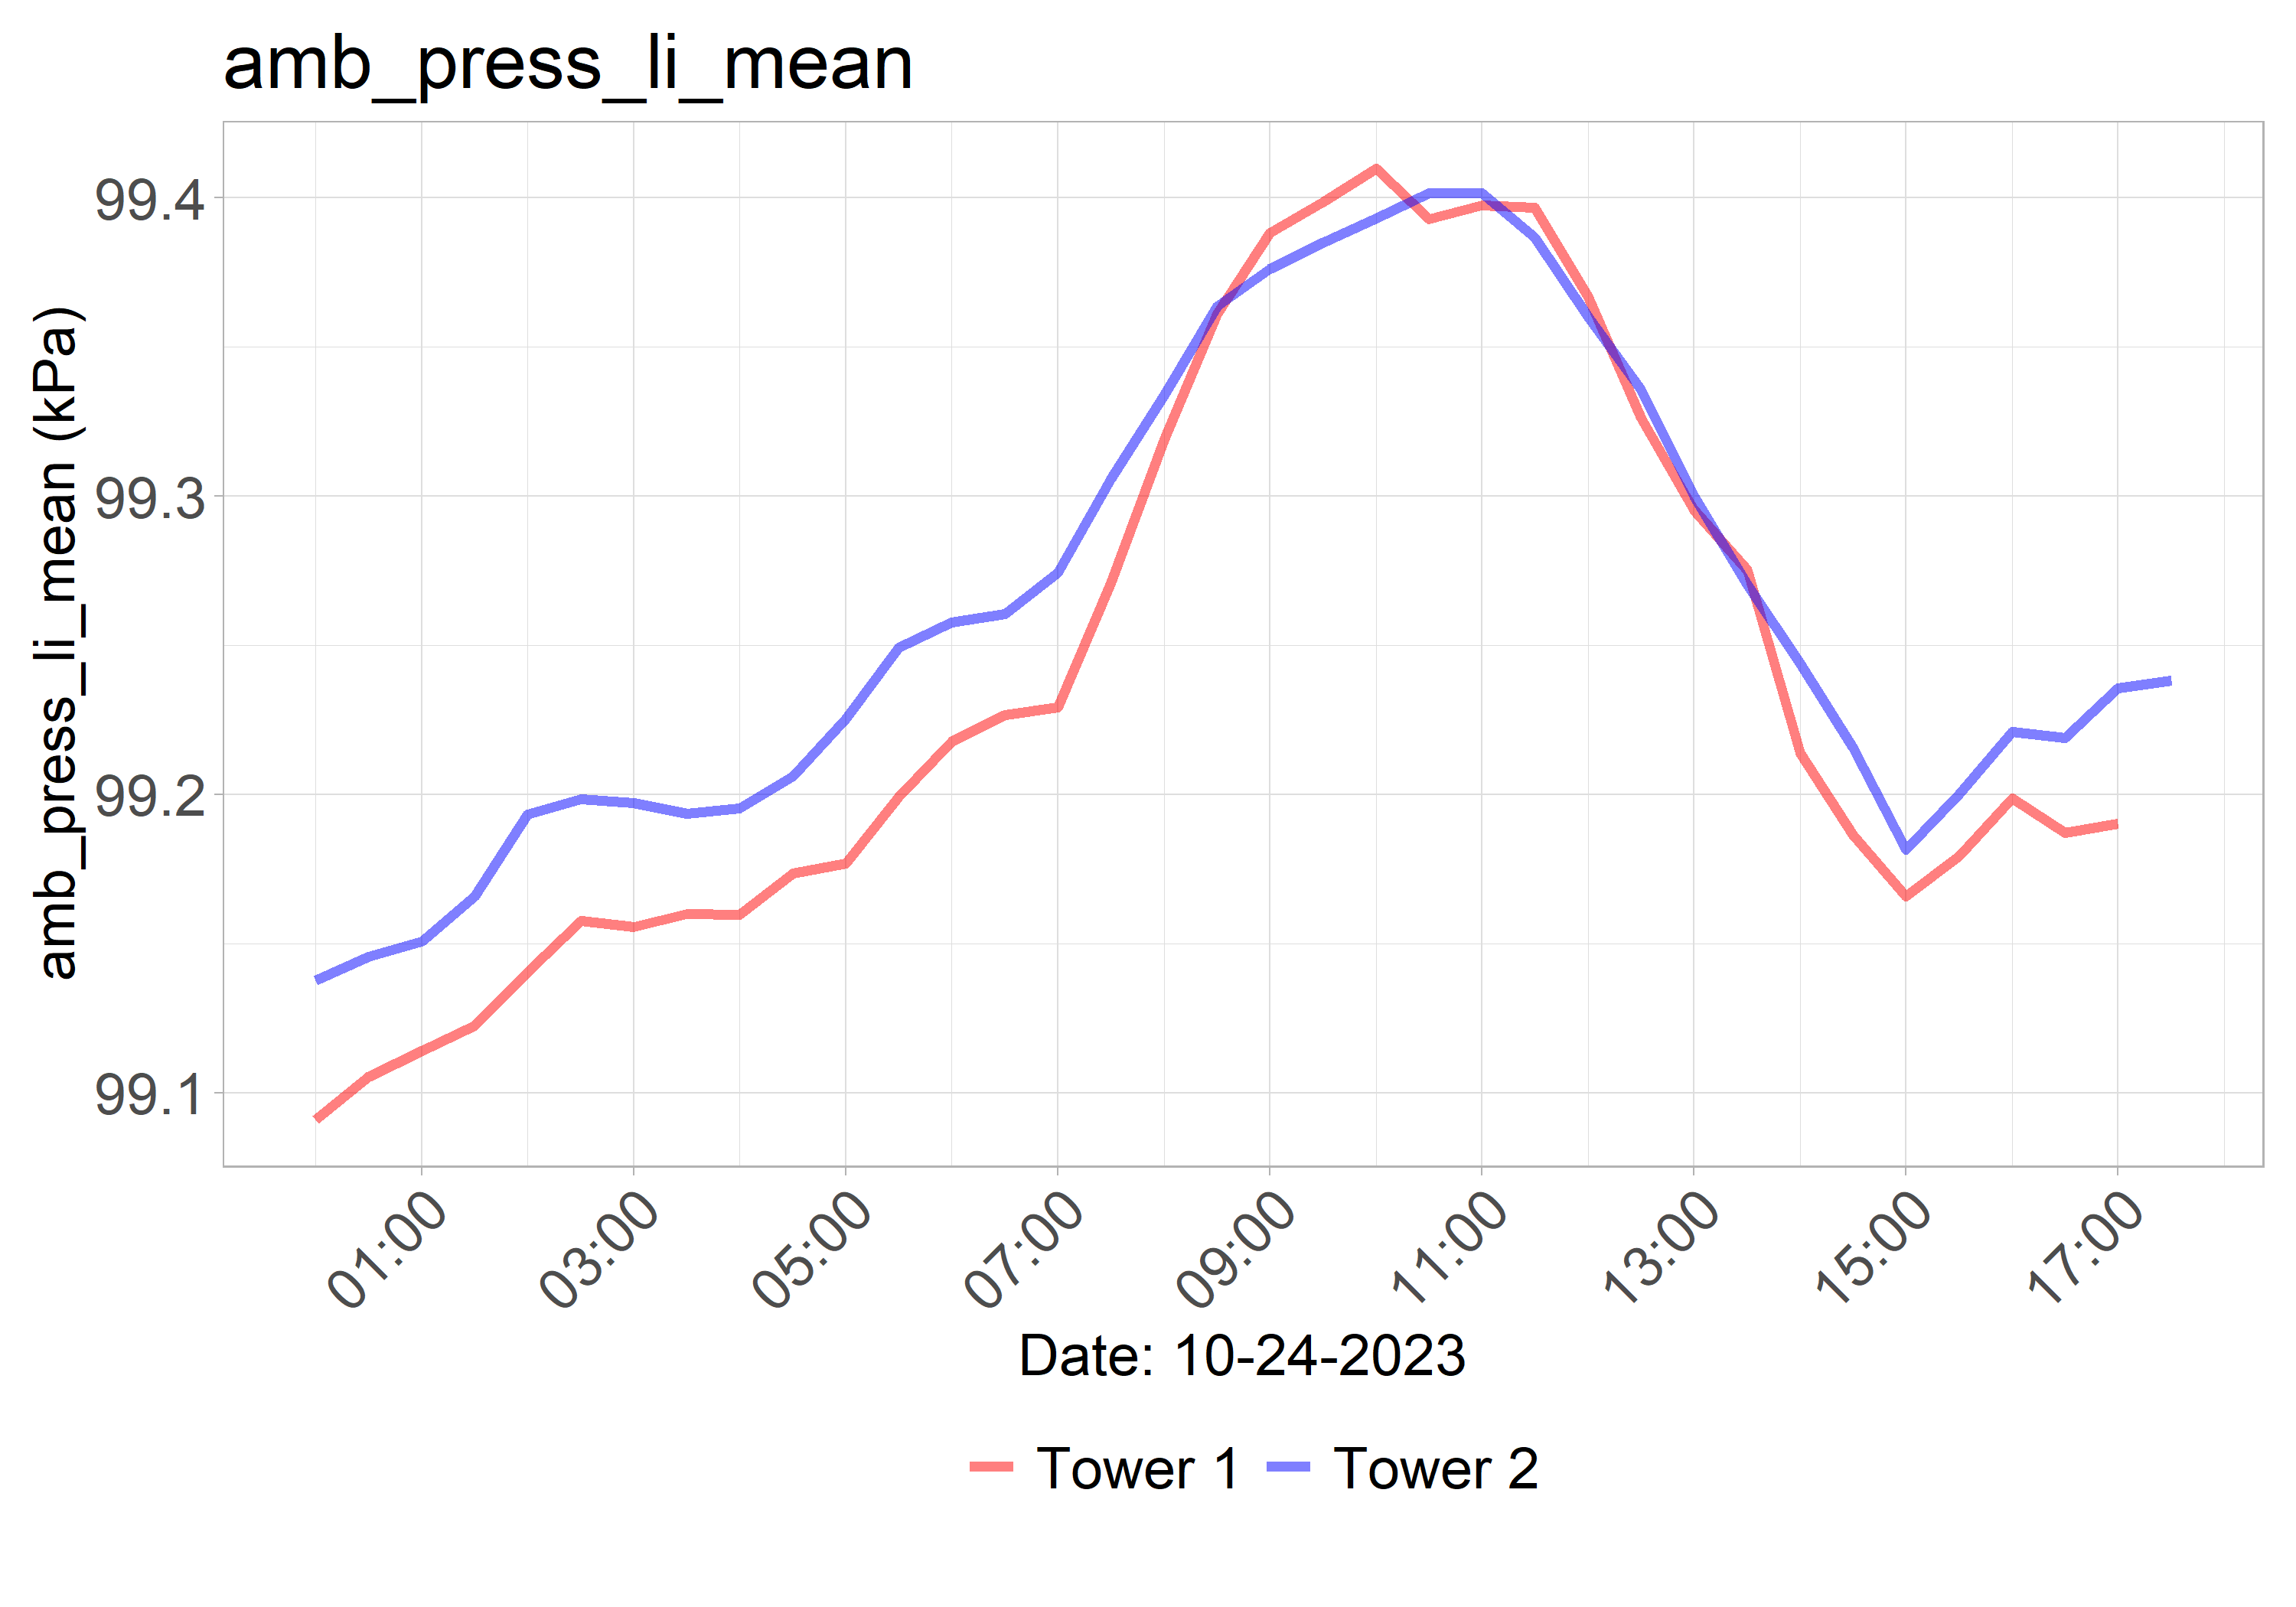 amb_press_li_mean
amb_press_li_mean (kPa)
99.4
99.3
99.2
99.1
01:00
03:00
05:00
07:00
09:00
11:00
13:00
15:00
17:00
Date: 10-24-2023
Tower 1
Tower 2